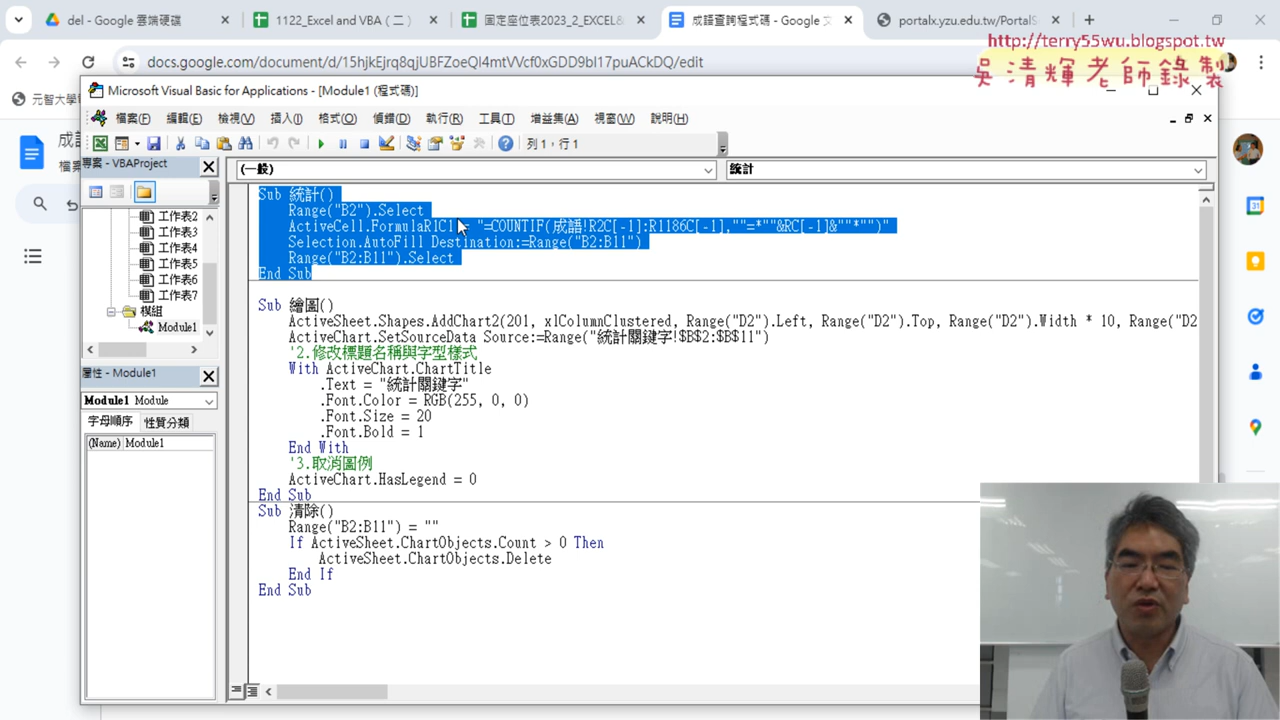 del - Google 雲端硬碟
1122_Excel and VBA（二）
固定座位表2023_2_EXCEL&
成語查詢程式碼 - Google 文
portalx.yzu.edu.tw/PortalS
http://terry55wu.blogspot.tw
吳清輝老師錄製
docs.google.com/document/d/15hjkEjrq8qjUBFZoeQl4mtVVcf0xGDD9bI17puACkDQ/edit
元智大學
Microsoft Visual Basic for Applications - [Module1 (程式碼)]
檔案(F) 編輯(E) 檢視(V) 插入(I) 格式(O) 偵錯(D) 執行(R) 工具(T) 增益集(A) 視窗(W) 說明(H)
列 1，行 1
專案 - VBAProject
(一般)
統計
工作表2
工作表3
工作表4
工作表5
工作表6
工作表7
模組
Module1
屬性 - Module1
Module1 Module
字母順序 性質分類
(Name) Module1
Sub 統計()
Range("B2").Select
ActiveCell.FormulaR1C1 = "=COUNTIF(成語!R2C[-1]:R1186C[-1],""=*""&RC[-1]&""*"")"
Selection.AutoFill Destination:=Range("B2:B11")
Range("B2:B11").Select
End Sub
Sub 繪圖()
ActiveSheet.Shapes.AddChart2(201, xlColumnClustered, Range("D2").Left, Range("D2").Top, Range("D2").Width * 10, Range("D2
ActiveChart.SetSourceData Source:=Range("統計關鍵字!$B$2:$B$11")
'2.修改標題名稱與字型樣式
With ActiveChart.ChartTitle
.Text = "統計關鍵字"
.Font.Color = RGB(255, 0, 0)
.Font.Size = 20
.Font.Bold = 1
End With
'3.取消圖例
ActiveChart.HasLegend = 0
End Sub
Sub 清除()
Range("B2:B11") = ""
If ActiveSheet.ChartObjects.Count > 0 Then
ActiveSheet.ChartObjects.Delete
End If
End Sub